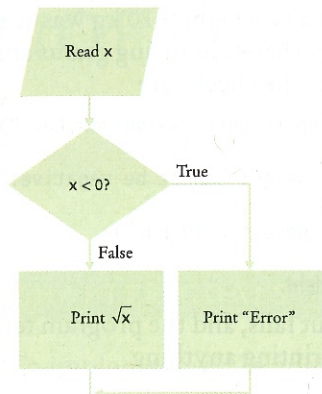 Read x
x < 0?
True
False
Print √x
Print “Error”